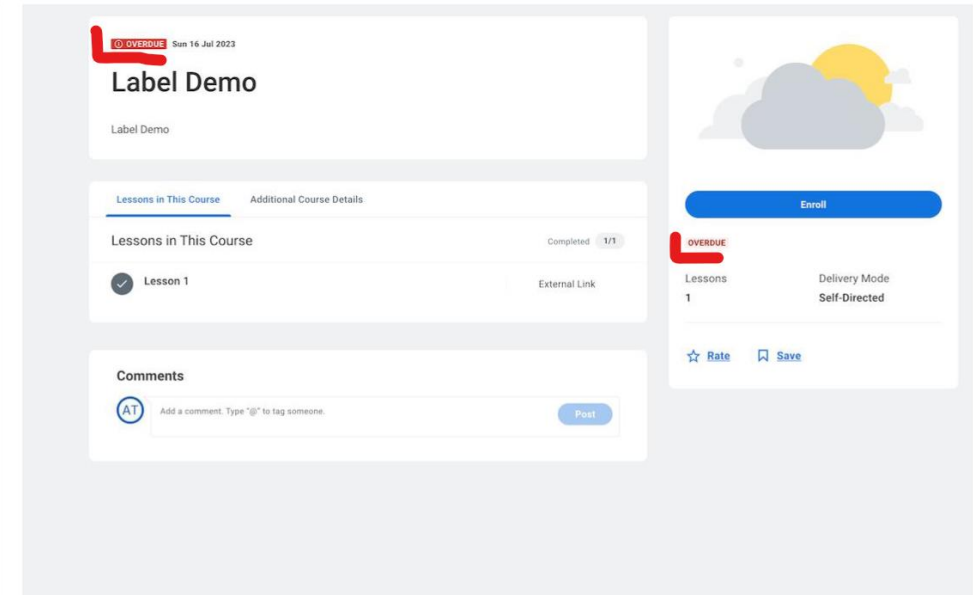 OVERDUE Sun 16 Jul 2023
Label Demo
Label Demo
Lessons in This Course Additional Course Details
Lessons in This Course Completed 1/1
Lesson 1 External Link
Comments
AT Add a comment. Type "@" to tag someone. Post
Enroll
OVERDUE
Lessons Delivery Mode
1 Self-Directed
Rate Save